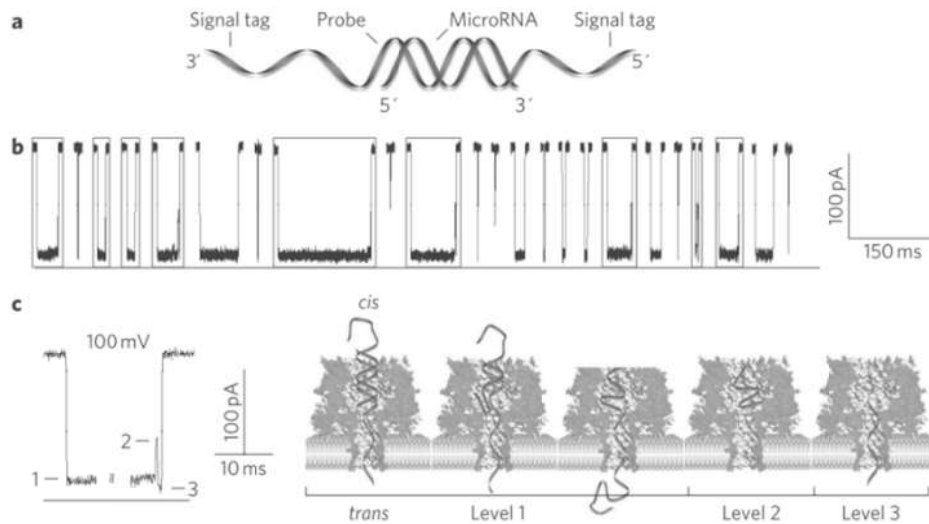 a
Signal tag
Probe
MicroRNA
Signal tag
3′
5′
5′
3′
b
100 pA
150 ms
c
100 mV
1
2
3
100 pA
10 ms
cis
trans
Level 1
Level 2
Level 3